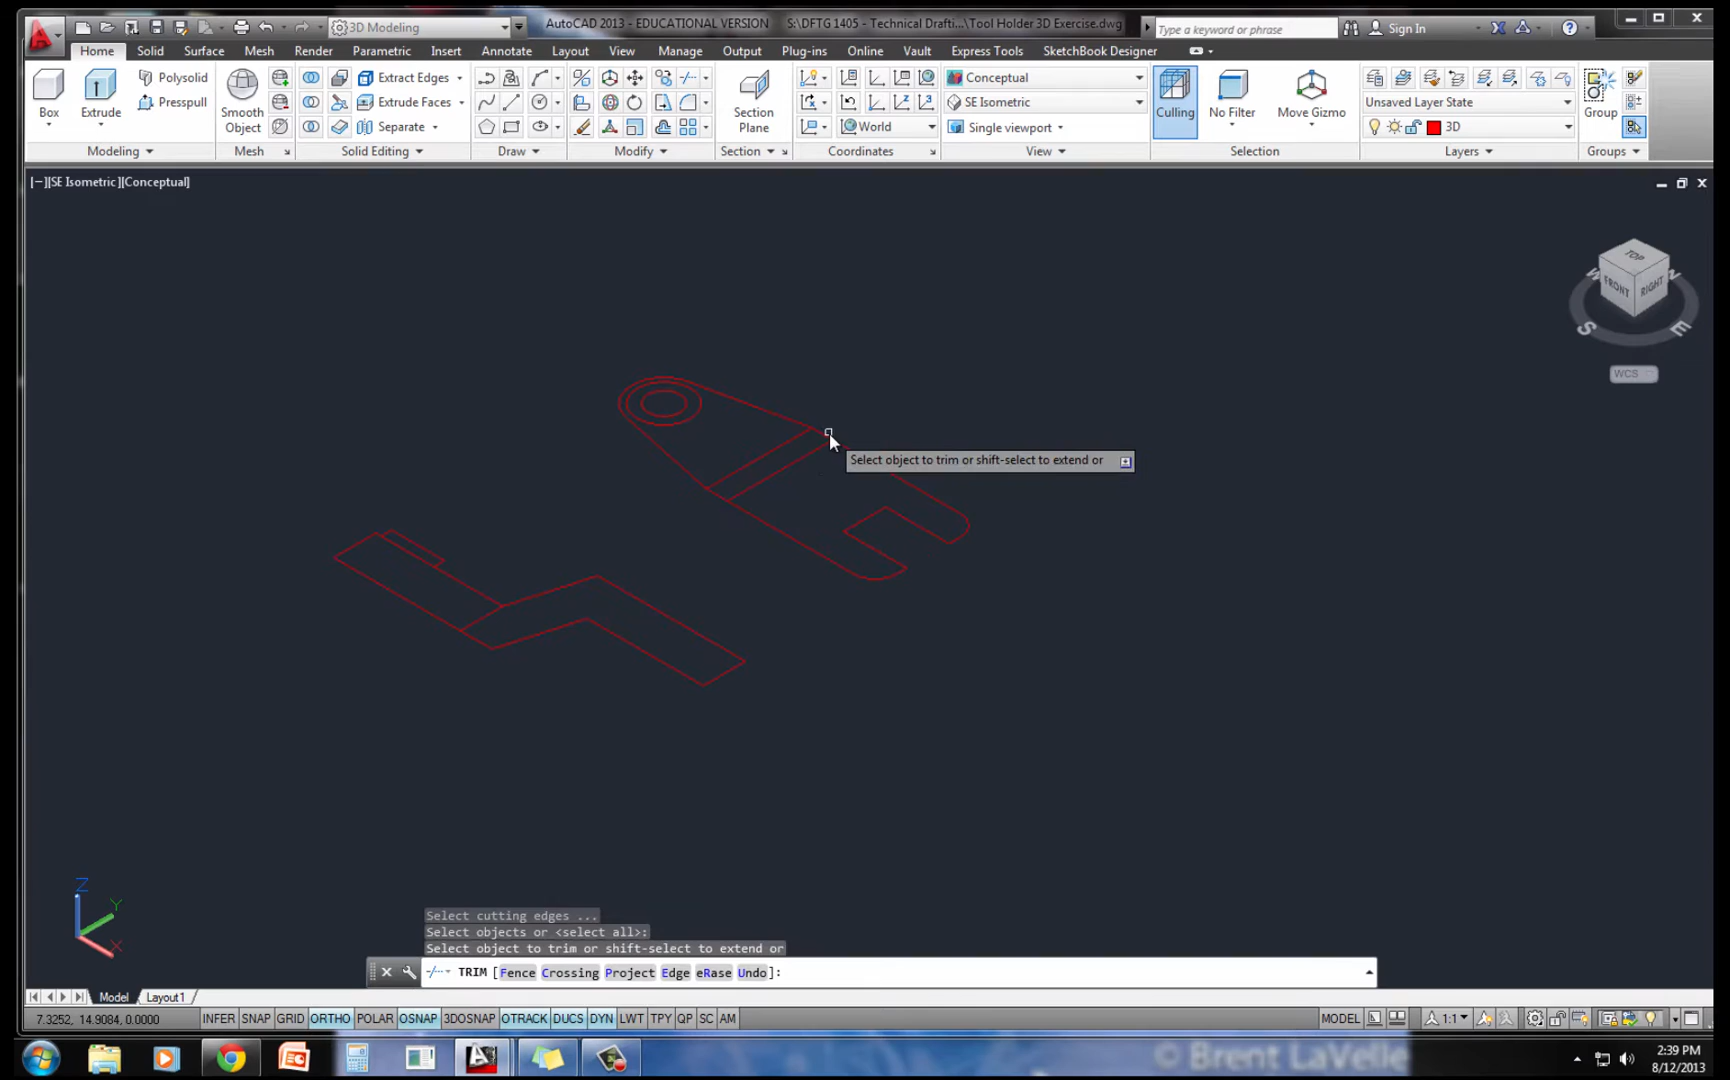 3D Modeling
AutoCAD 2013 - EDUCATIONAL VERSION
S:\DFTG 1405 - Technical Drafti...\Tool Holder 3D Exercise.dwg
Type a keyword or phrase
Sign In
Home Solid Surface Mesh Render Parametric Insert Annotate Layout View Manage Output Plug-ins Online Vault Express Tools SketchBook Designer
Box
Extrude
Polysolid
Presspull
Smooth Object
Extract Edges
Extrude Faces
Separate
Section Plane
World
Conceptual
SE Isometric
Single viewport
Culling
No Filter
Move Gizmo
Unsaved Layer State
3D
Group
Modeling Mesh Solid Editing Draw Modify Section Coordinates View Selection Layers Groups
[−][SE Isometric][Conceptual]
TOP
FRONT
RIGHT
W
N
S
E
WCS
Select object to trim or shift-select to extend or
Z
Y
X
Select cutting edges ...
Select objects or <select all>:
Select object to trim or shift-select to extend or
TRIM [Fence Crossing Project Edge eRase Undo]:
Model Layout1
7.3252, 14.9084, 0.0000
INFER SNAP GRID ORTHO POLAR OSNAP 3DOSNAP OTRACK DUCS DYN LWT TPY QP SC AM
MODEL
1:1
© Brent LaVelle
2:39 PM
8/12/2013